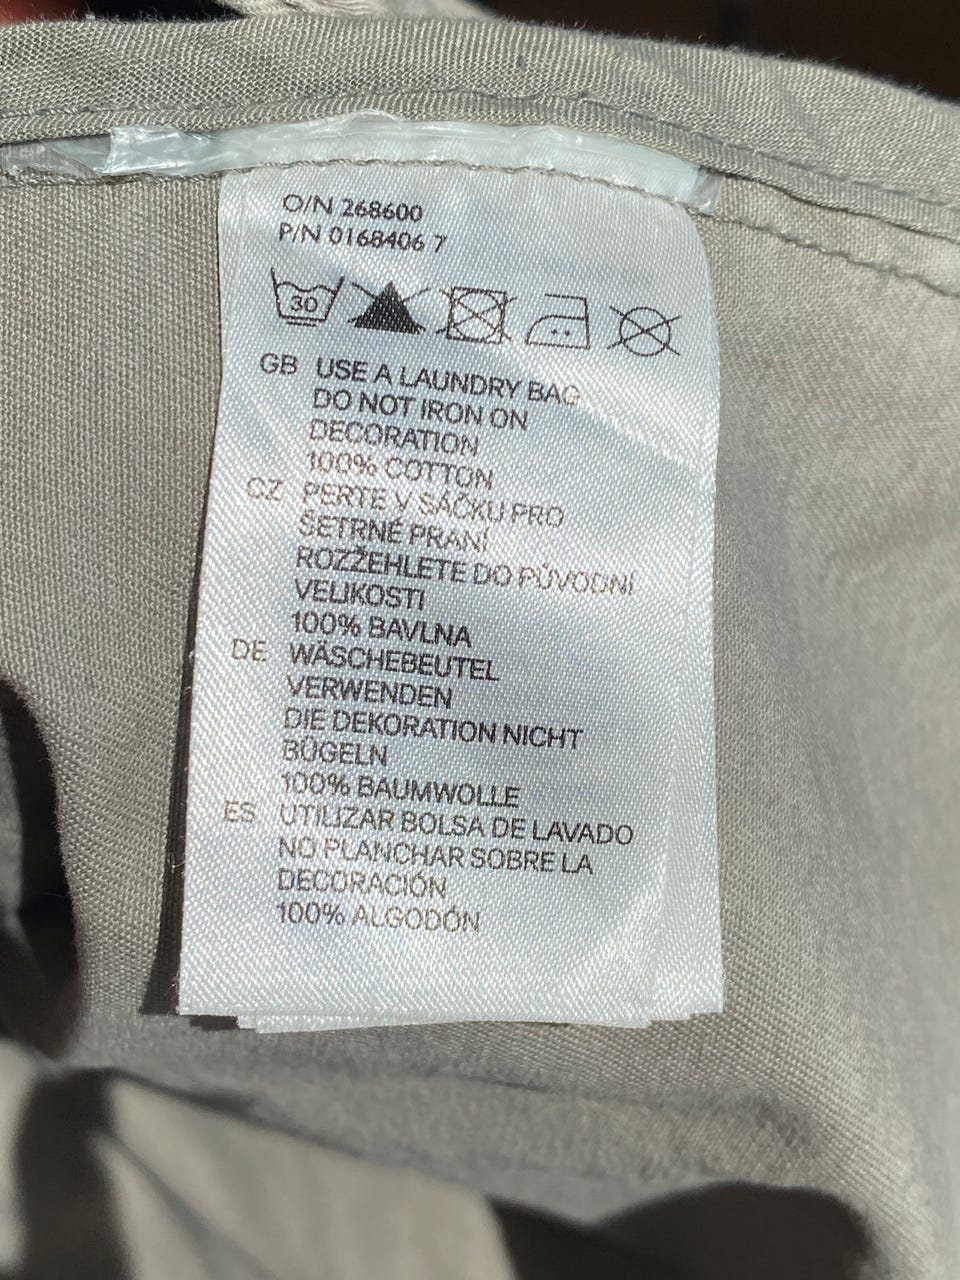 O/N 268600
P/N 0168406 7
30
GB USE A LAUNDRY BAG
DO NOT IRON ON
DECORATION
100% COTTON
CZ PERTE V SÁČKU PRO
ŠETRNÉ PRANÍ
ROZŽEHLETE DO PŮVODNÍ
VELIKOSTI
100% BAVLNA
DE WÄSCHEBEUTEL
VERWENDEN
DIE DEKORATION NICHT
BÜGELN
100% BAUMWOLLE
ES UTILIZAR BOLSA DE LAVADO
NO PLANCHAR SOBRE LA
DECORACIÓN
100% ALGODÓN